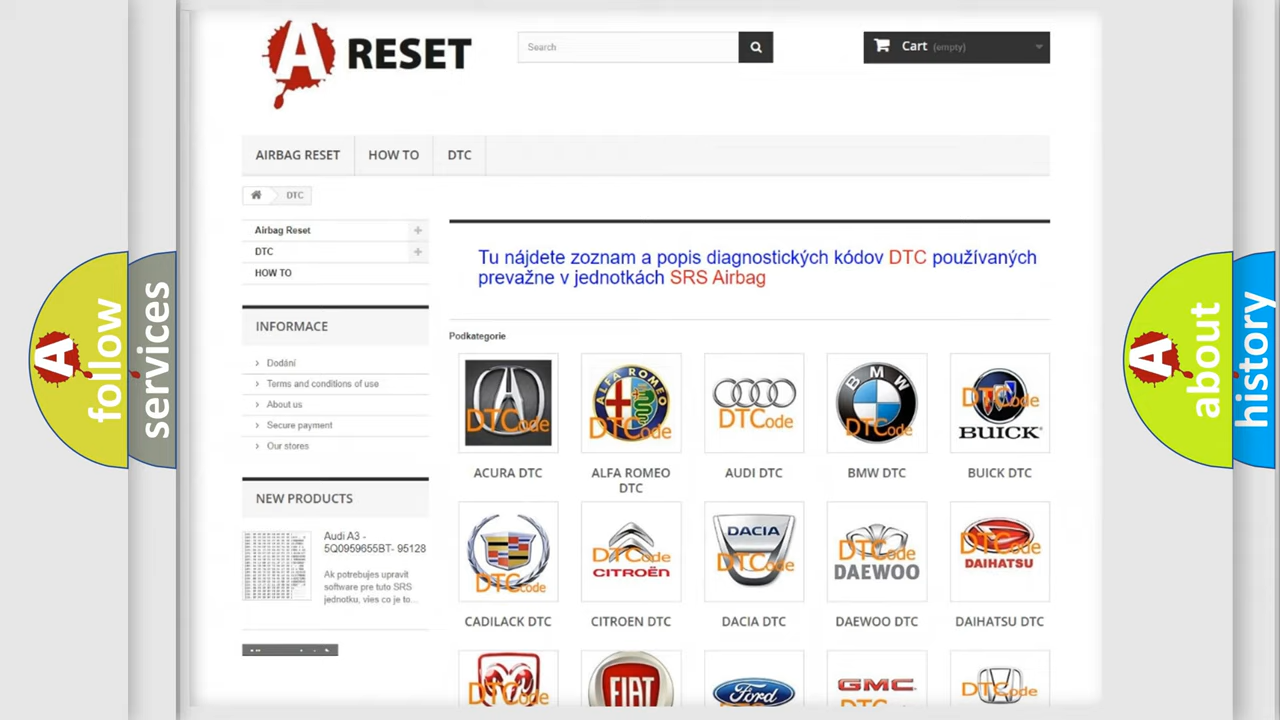 A RESET
Search
Cart (empty)
AIRBAG RESET
HOW TO
DTC
DTC
Airbag Reset
DTC
HOW TO
Tu nájdete zoznam a popis diagnostických kódov DTC používaných
prevažne v jednotkách SRS Airbag
INFORMACE
Dodání
Terms and conditions of use
About us
Secure payment
Our stores
Podkategorie
DTCode
ALFA ROMEO
DTCode
DTCode
BMW
DTCode
DTCode
BUICK
ACURA DTC
ALFA ROMEO
DTC
AUDI DTC
BMW DTC
BUICK DTC
NEW PRODUCTS
Audi A3 -
5Q0959655BT- 95128
Ak potrebujes upravit
software pre tuto SRS
jednotku, vies co je to...
DTCode
DTCode
CITROËN
DACIA
DTCode
DTCode
DAEWOO
DTCode
DAIHATSU
CADILACK DTC
CITROEN DTC
DACIA DTC
DAEWOO DTC
DAIHATSU DTC
DTCode
FIAT
Ford
GMC
DTCode
A follow
services
A about
history